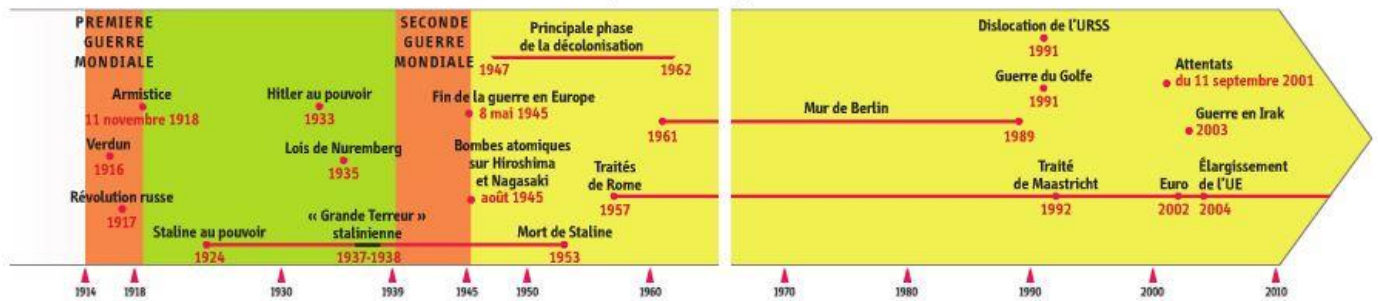 PREMIERE
GUERRE
MONDIALE
Armistice
11 novembre 1918
Verdun
1916
Révolution russe
1917
Hitler au pouvoir
1933
Lois de Nuremberg
1935
« Grande Terreur »
stalinienne
1937-1938
Staline au pouvoir
1924
Mort de Staline
1953
SECONDE
GUERRE
MONDIALE
Principale phase
de la décolonisation
1947
1962
Fin de la guerre en Europe
8 mai 1945
Bombes atomiques
sur Hiroshima
et Nagasaki
août 1945
Traités
de Rome
1957
Mur de Berlin
1961
1989
Dislocation de l'URSS
1991
Guerre du Golfe
1991
Attentats
du 11 septembre 2001
Guerre en Irak
2003
Traité
de Maastricht
1992
Euro
2002
Élargissement
de l'UE
2004
1914
1918
1930
1939
1945
1950
1960
1970
1980
1990
2000
2010